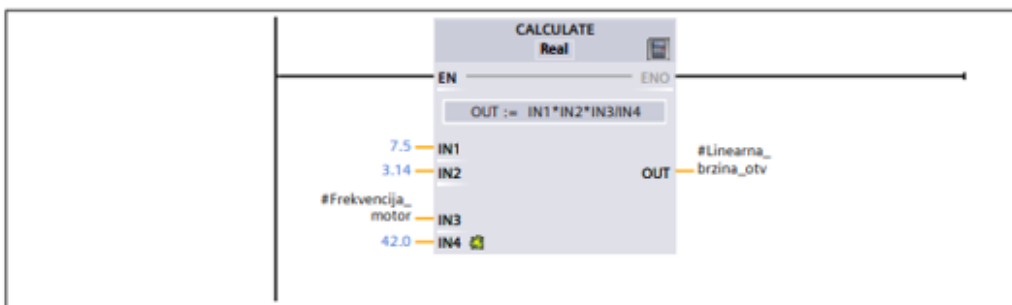 CALCULATE
Real
EN
ENO
OUT := IN1*IN2*IN3/IN4
7.5
IN1
3.14
IN2
#Frekvencija_
motor
IN3
42.0
IN4
OUT
#Linearna_
brzina_otv